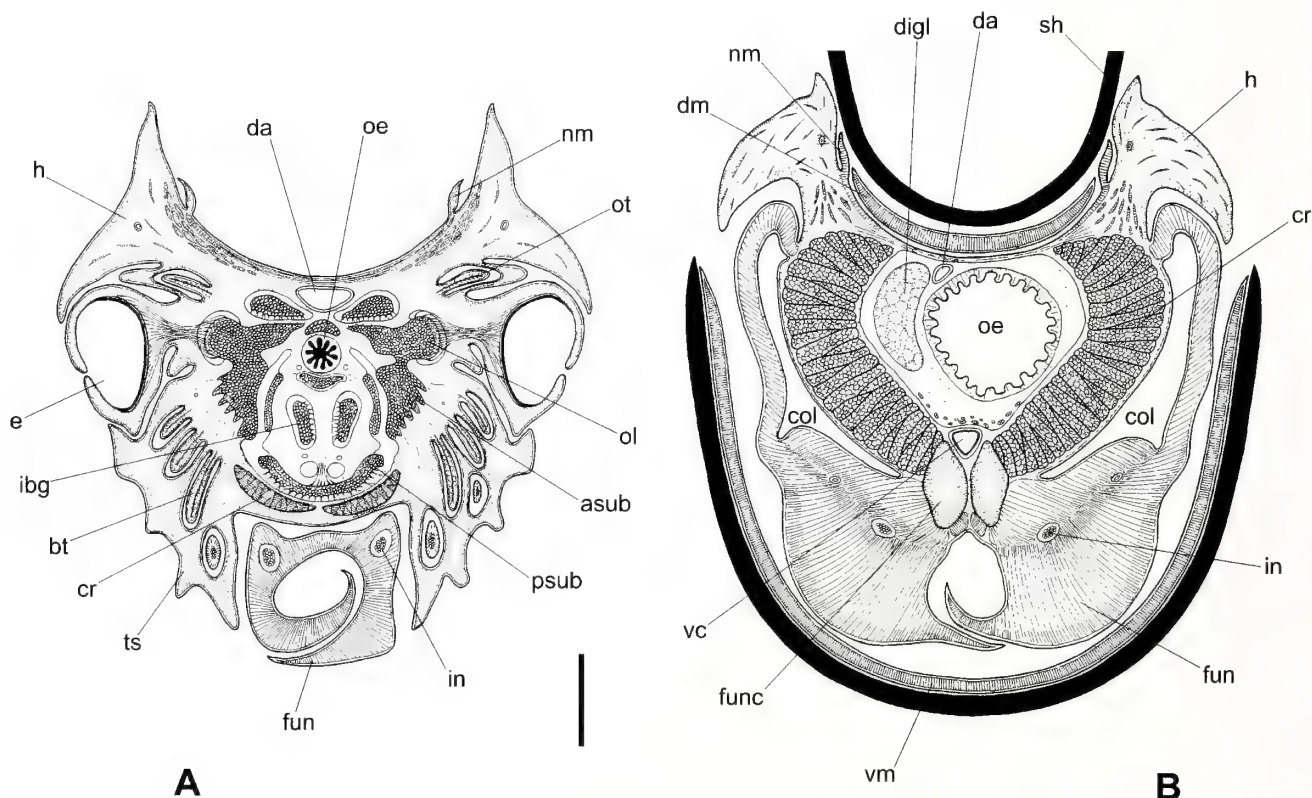 da
oe
nm
h
ot
e
ol
ibg
asub
bt
psub
cr
ts
in
fun
A
digl
da
sh
nm
h
dm
cr
oe
col
col
in
vc
fun
func
vm
B